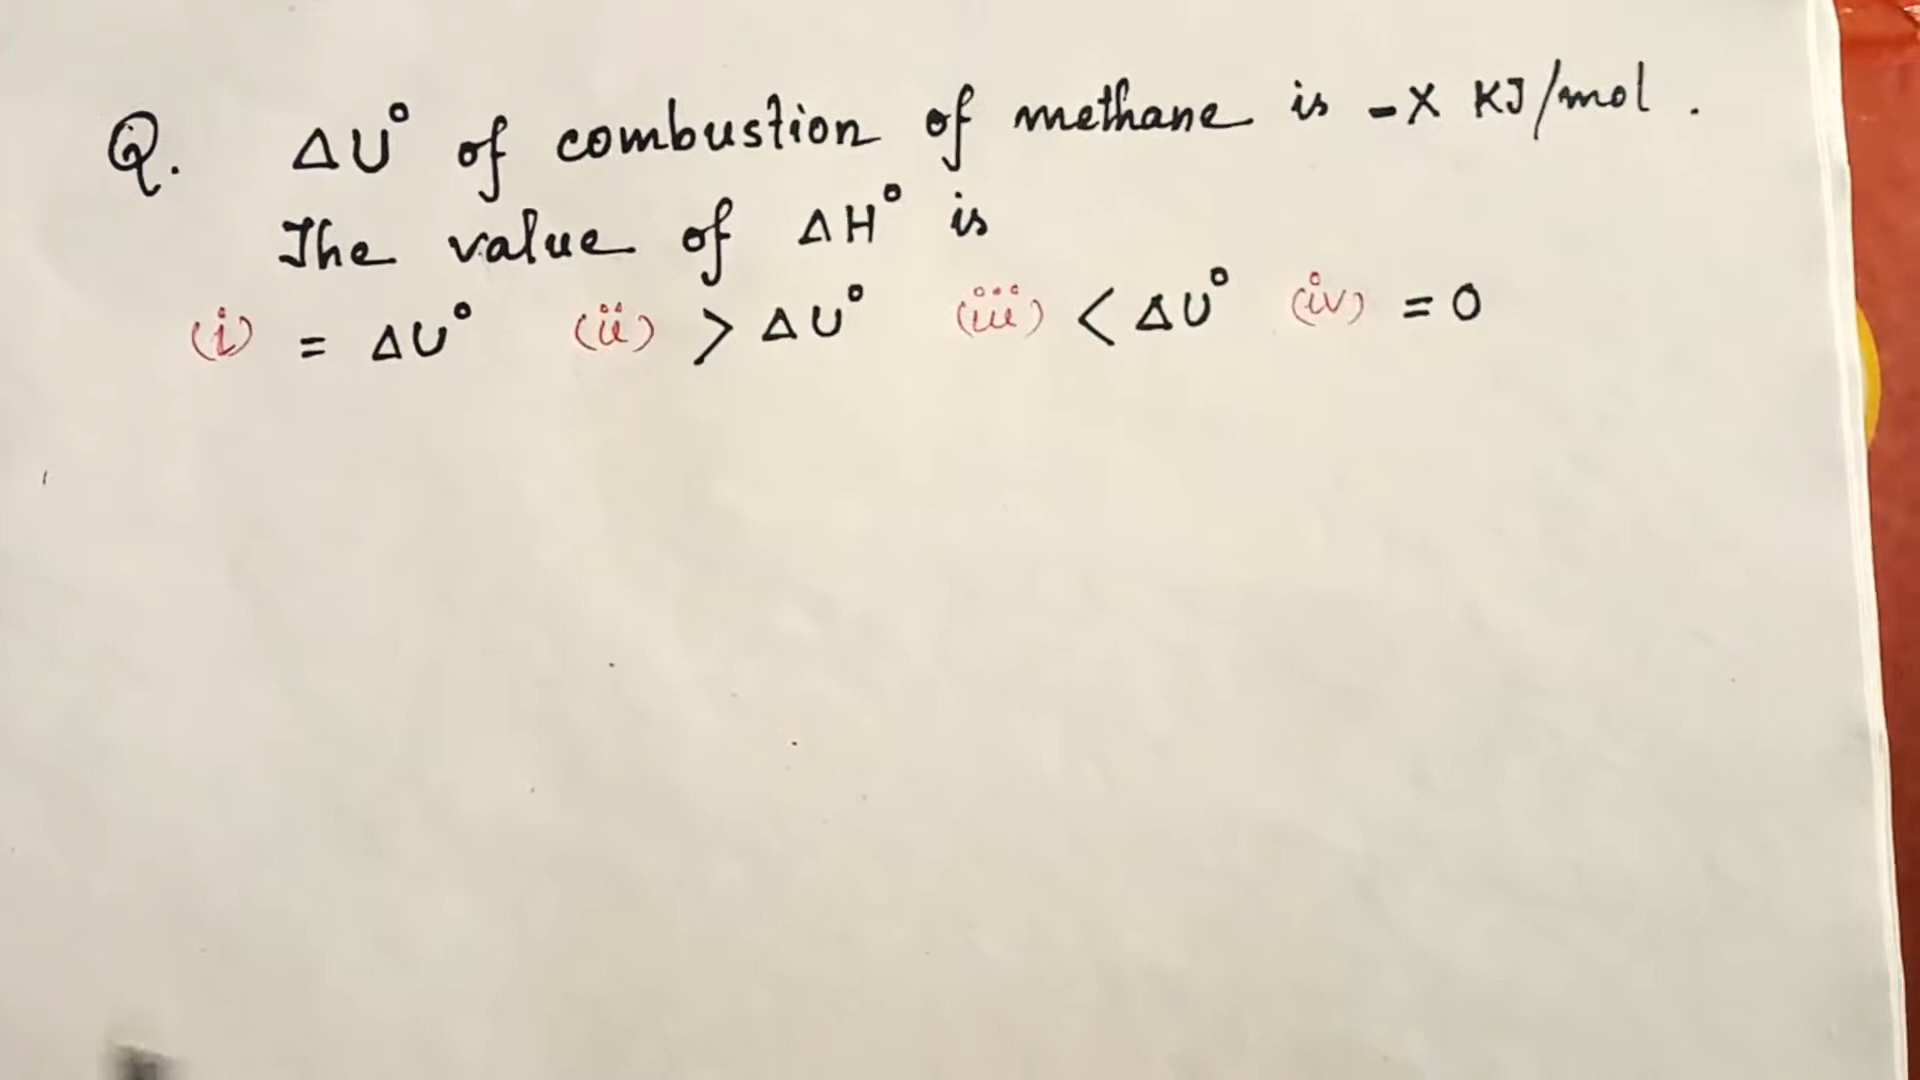 Q. ΔU° of combustion of methane is -X KJ/mol.
The value of ΔH° is
(i) = ΔU° (ii) > ΔU° (iii) < ΔU° (iv) = 0